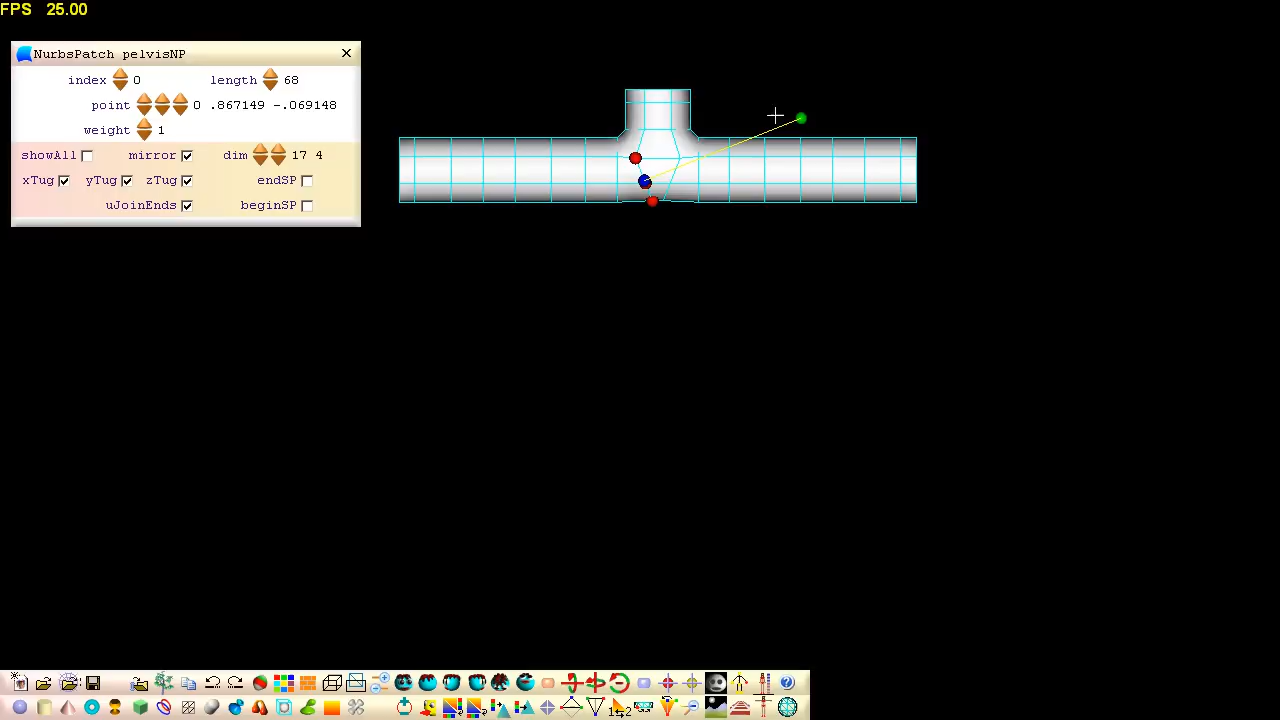 FPS 25.00
NurbsPatch pelvisNP
index 0 length 68
point 0 .867149 -.069148
weight 1
showAll mirror dim 17 4
xTug yTug zTug endSP
uJoinEnds beginSP